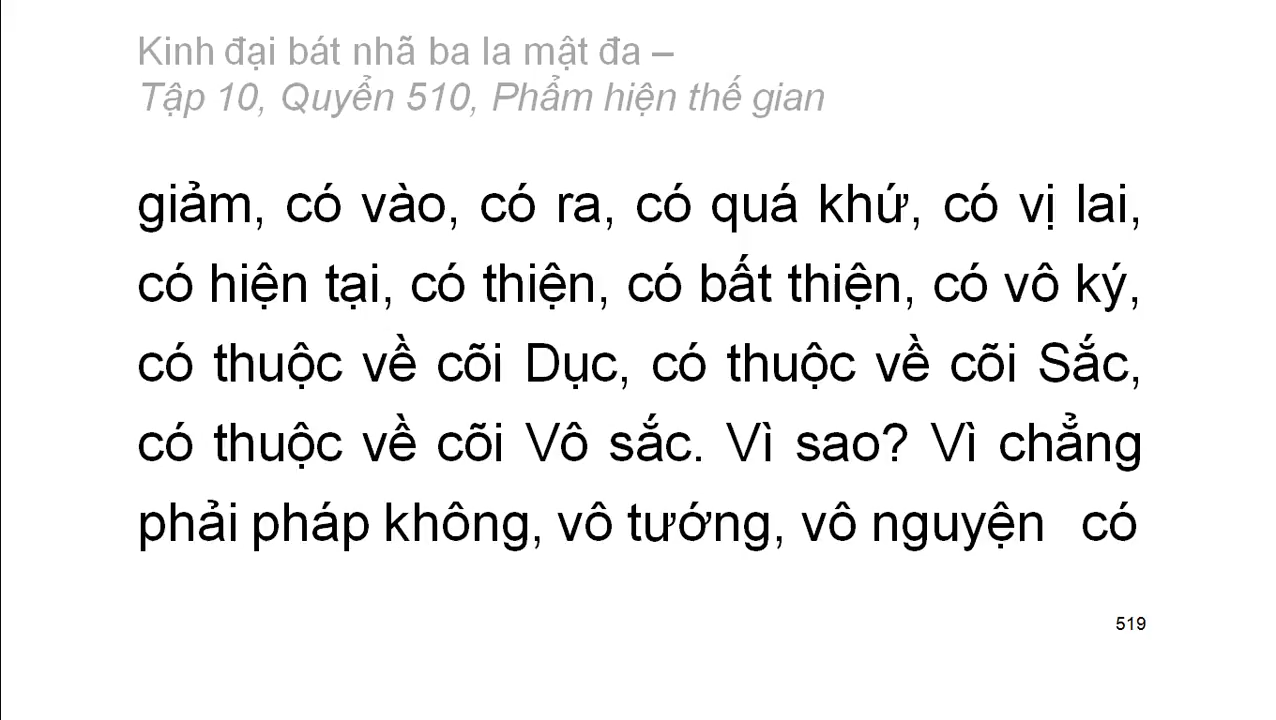 Kinh đại bát nhã ba la mật đa –
Tập 10, Quyển 510, Phẩm hiện thế gian
giảm, có vào, có ra, có quá khứ, có vị lai,
có hiện tại, có thiện, có bất thiện, có vô ký,
có thuộc về cõi Dục, có thuộc về cõi Sắc,
có thuộc về cõi Vô sắc. Vì sao? Vì chẳng
phải pháp không, vô tướng, vô nguyện có
519